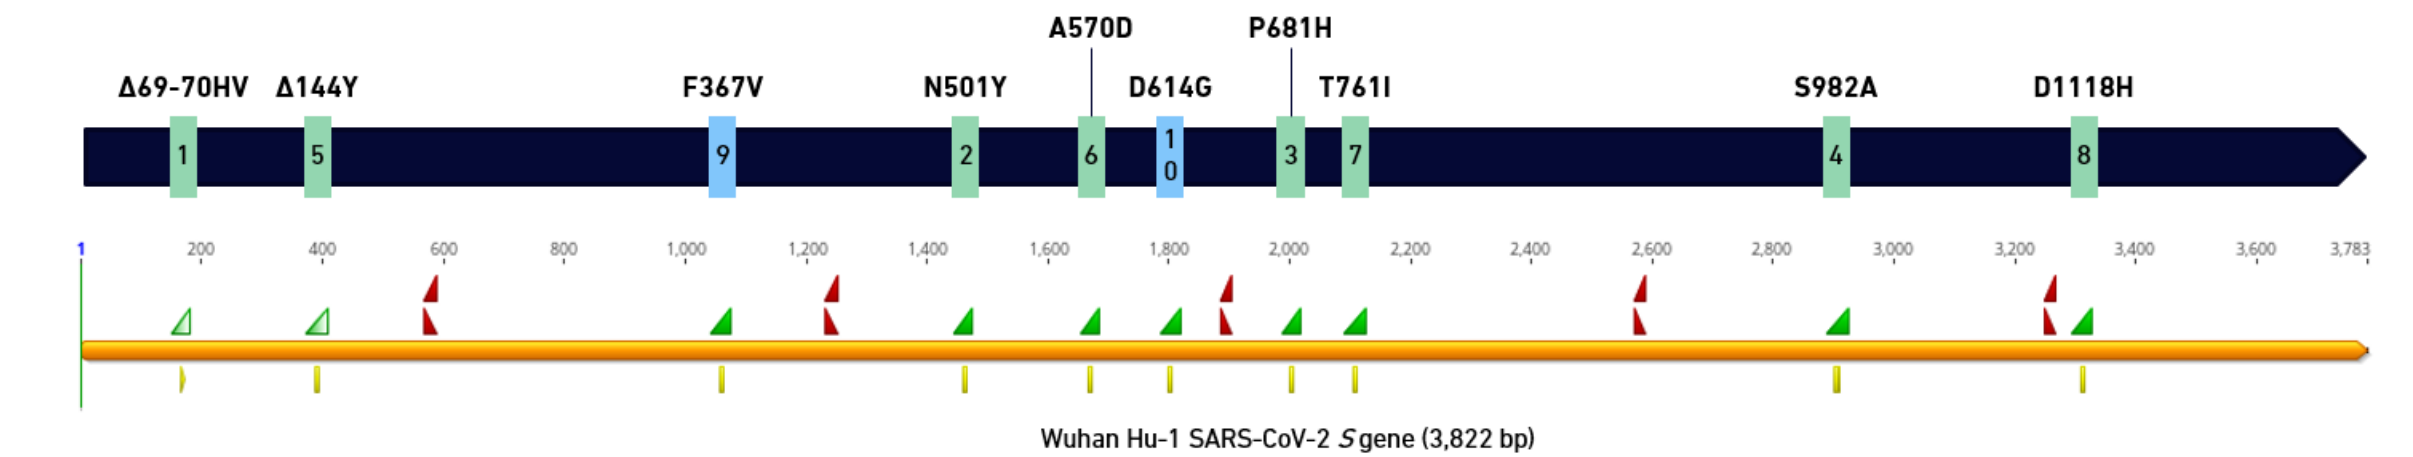 A570D P681H
Δ69-70HV Δ144Y F367V N501Y D614G T761I S982A D1118H
1 5 9 2 6 10 3 7 4 8
1 200 400 600 800 1,000 1,200 1,400 1,600 1,800 2,000 2,200 2,400 2,600 2,800 3,000 3,200 3,400 3,600 3,783
Wuhan Hu-1 SARS-CoV-2 S gene (3,822 bp)